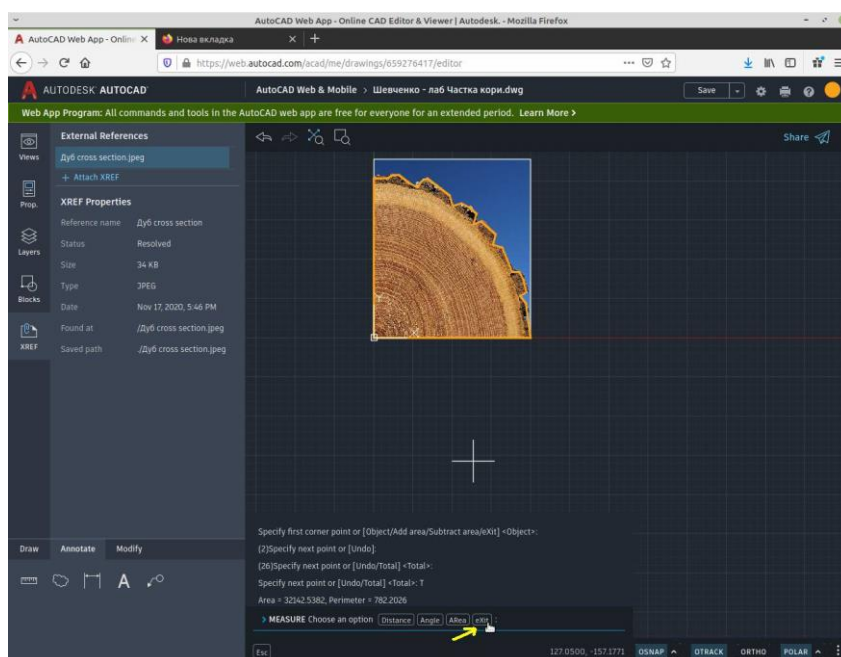 AutoCAD Web App - Online CAD Editor & Viewer | Autodesk. - Mozilla Firefox
AutoCAD Web App - Onlin
Нова вкладка
https://web.autocad.com/acad/me/drawings/659276417/editor
AUTODESK AUTOCAD
AutoCAD Web & Mobile > Шевченко - лаб Частка кори.dwg
Save
Web App Program: All commands and tools in the AutoCAD web app are free for everyone for an extended period. Learn More >
Share
Views
Prop.
Layers
Blocks
XREF
External References
Дуб cross section.jpeg
+ Attach XREF
XREF Properties
Reference name Дуб cross section
Status Resolved
Size 34 KB
Type JPEG
Date Nov 17, 2020, 5:46 PM
Found at /Дуб cross section.jpeg
Saved path ./Дуб cross section.jpeg
Draw Annotate Modify
A
Specify first corner point or [Object/Add area/Subtract area/eXit] <Object>:
(2)Specify next point or [Undo]:
(26)Specify next point or [Undo/Total] <Total>:
Specify next point or [Undo/Total] <Total>: T
Area = 32142.5382, Perimeter = 782.2026
> MEASURE Choose an option Distance Angle ARea eXit :
Esc
127.0500, -157.1771 OSNAP OTRACK ORTHO POLAR